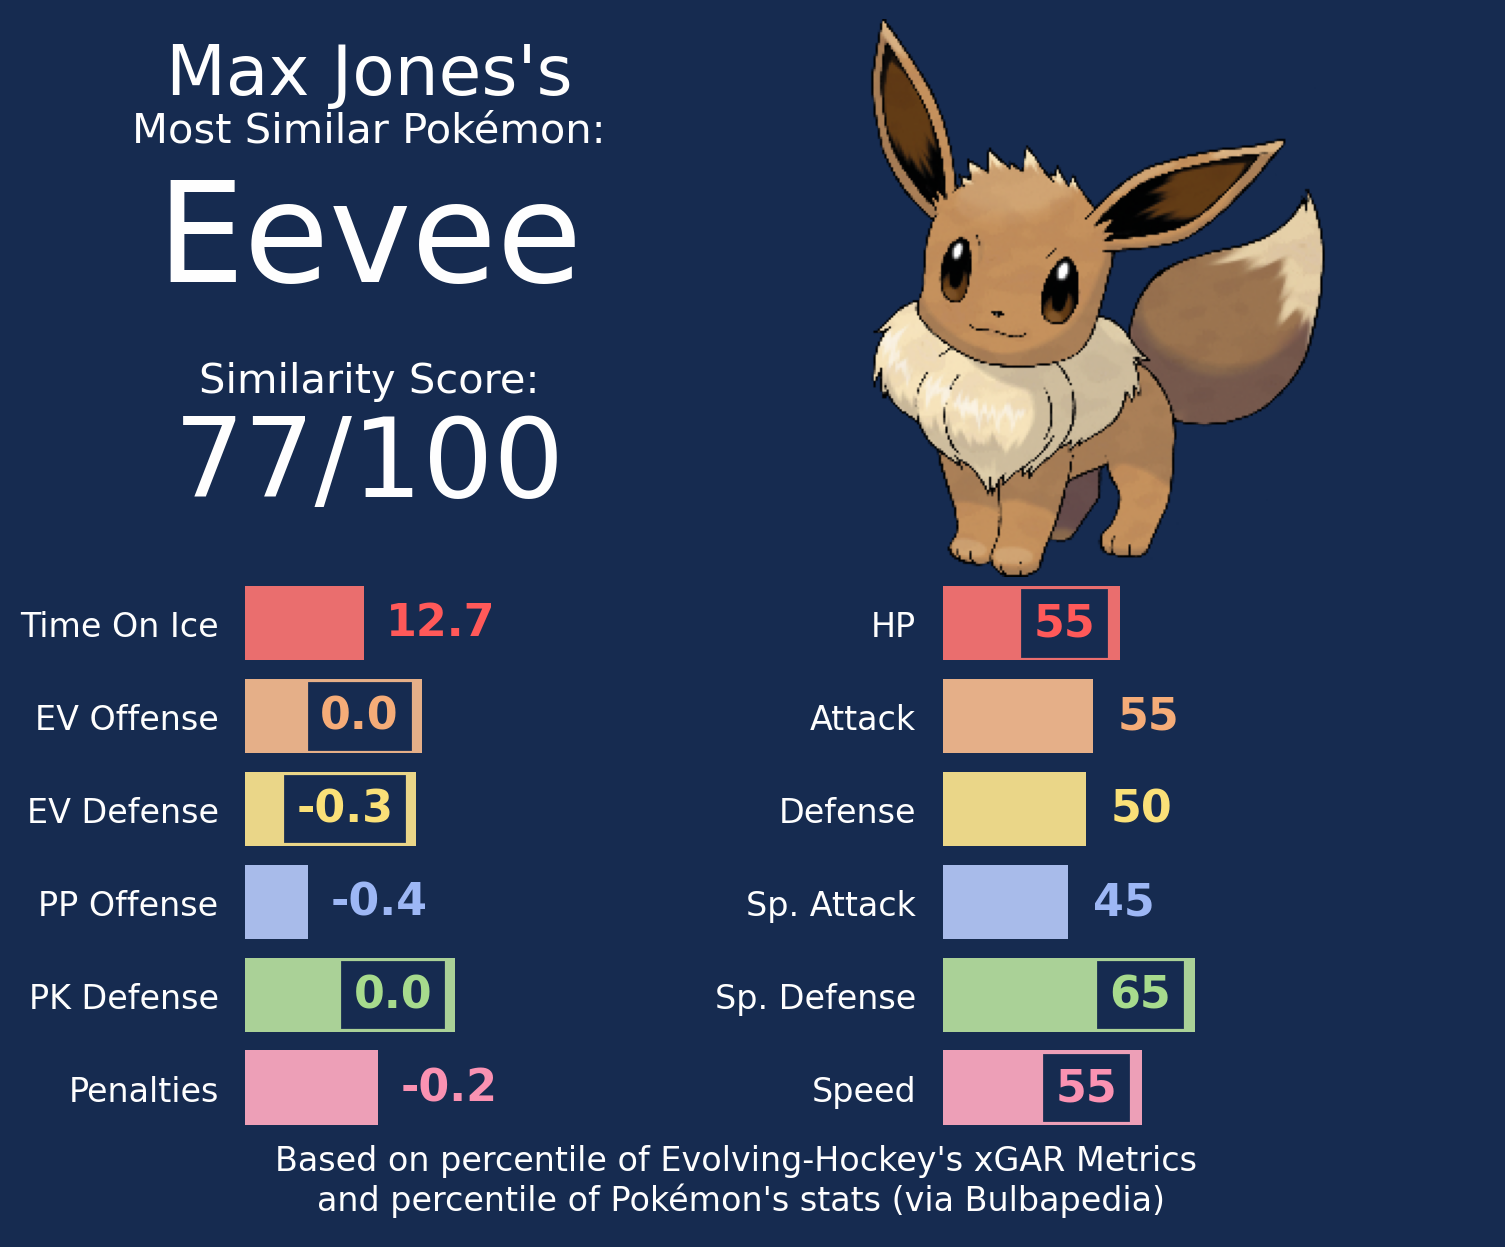 Max Jones's
Most Similar Pokémon:
Eevee
Similarity Score:
77/100
Time On Ice 12.7
EV Offense 0.0
EV Defense -0.3
PP Offense -0.4
PK Defense 0.0
Penalties -0.2
HP 55
Attack 55
Defense 50
Sp. Attack 45
Sp. Defense 65
Speed 55
Based on percentile of Evolving-Hockey's xGAR Metrics
and percentile of Pokémon's stats (via Bulbapedia)